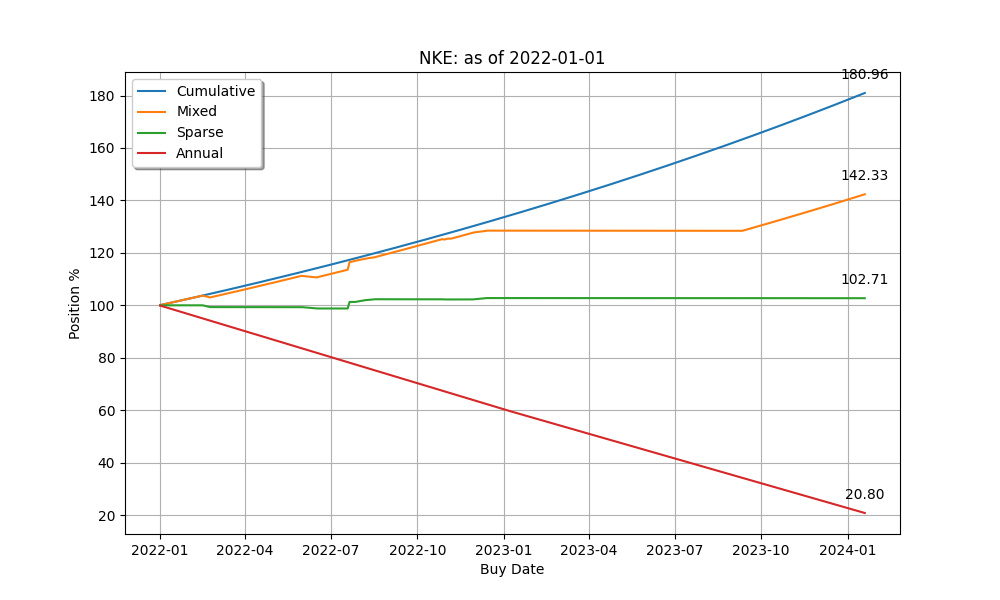 NKE: as of 2022-01-01
180.96
180
Cumulative
Mixed
Sparse
Annual
160
142.33
140
120
102.71
100
80
60
40
20.80
20
Position %
2022-01 2022-04 2022-07 2022-10 2023-01 2023-04 2023-07 2023-10 2024-01
Buy Date